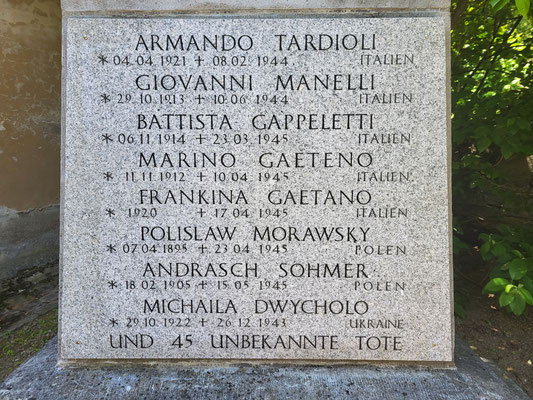 ARMANDO TARDIOLI
* 04.04.1921 + 08.02.1944 ITALIEN
GIOVANNI MANELLI
* 29.10.1913 + 10.06.1944 ITALIEN
BATTISTA GAPPELETTI
* 06.11.1914 + 23.03.1945 ITALIEN
MARINO GAETENO
* 11.11.1912 + 10.04.1945 ITALIEN
FRANKINA GAETANO
* 1920 + 17.04.1945 ITALIEN
POLISLAW MORAWSKY
* 07.04.1895 + 23.04.1945 POLEN
ANDRASCH SOHMER
* 18.02.1905 + 15.05.1945 POLEN
MICHAILA DWYCHOLO
* 29.10.1922 + 26.12.1943 UKRAINE
UND 45 UNBEKANNTE TOTE